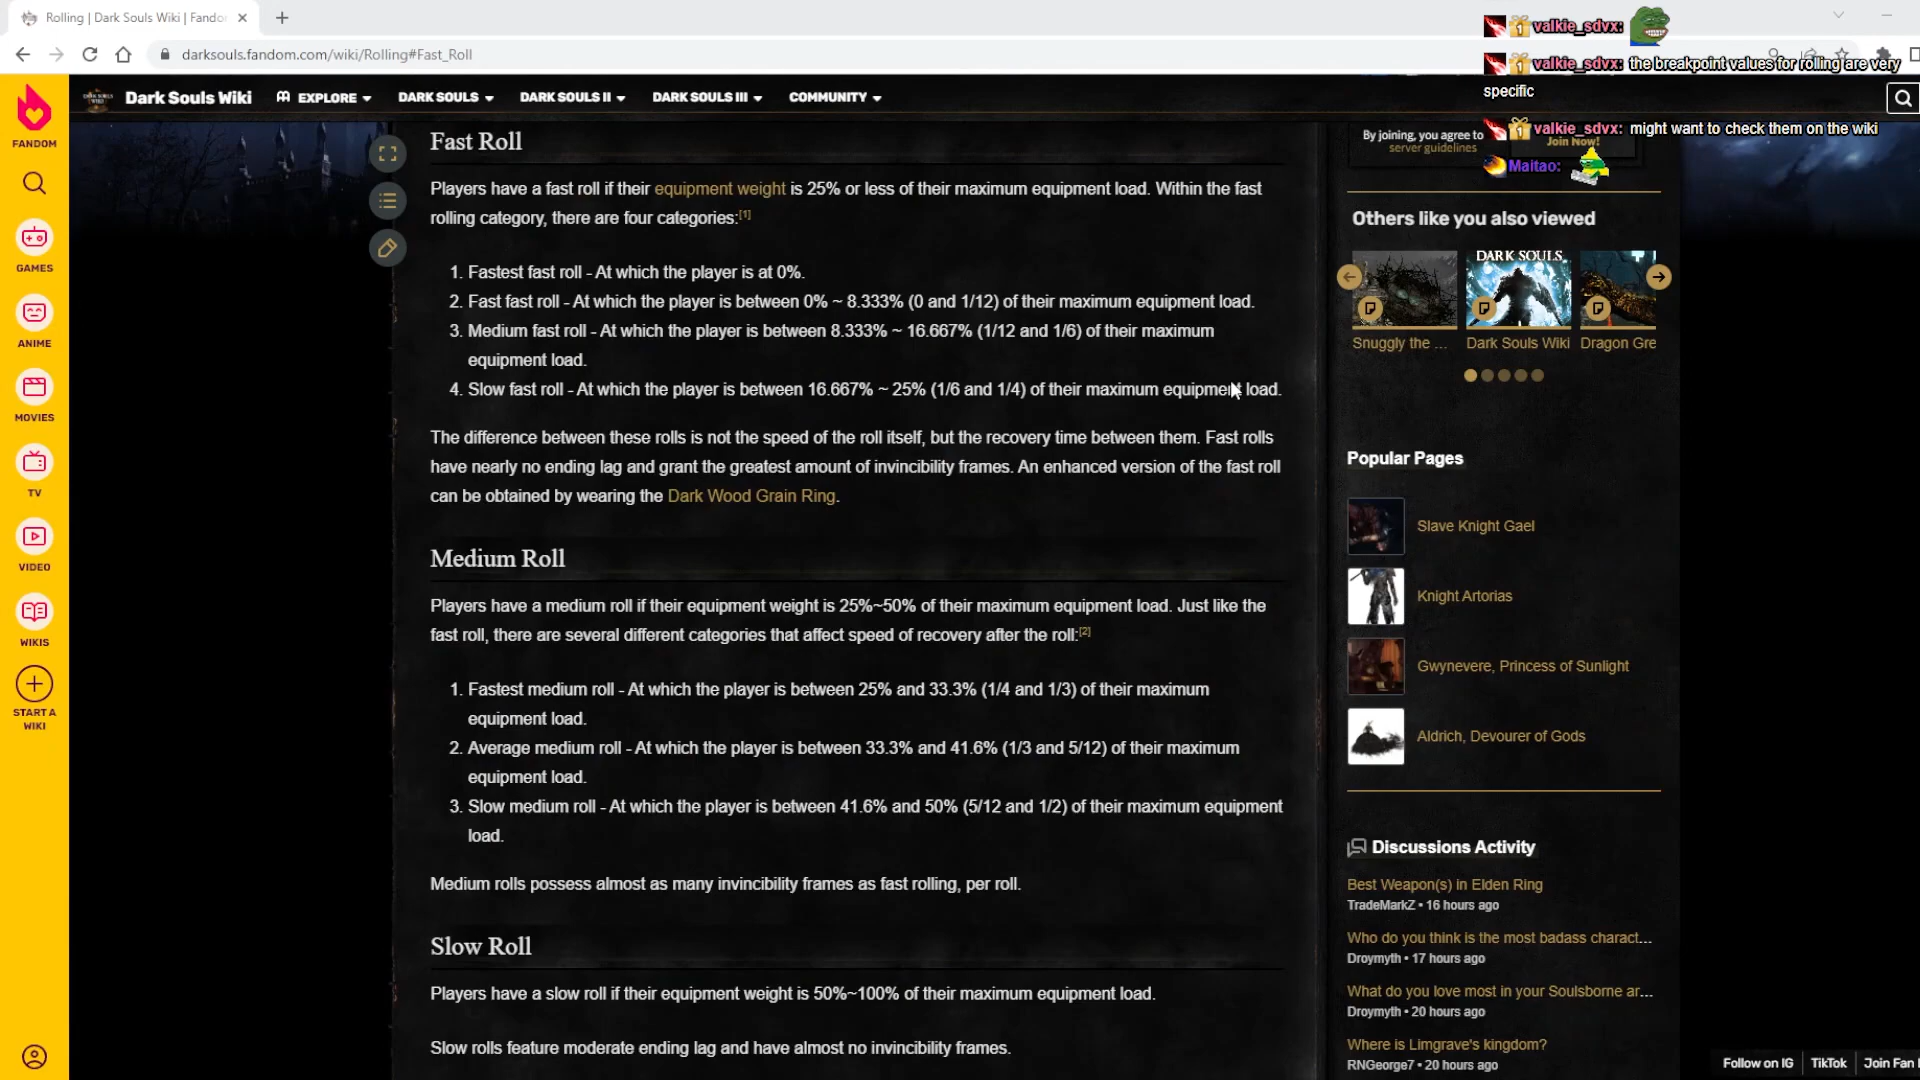 Rolling | Dark Souls Wiki | Fandor
darksouls.fandom.com/wiki/Rolling#Fast_Roll
valkie_sdvx:
valkie_sdvx: the breakpoint values for rolling are very
specific
valkie_sdvx: might want to check them on the wiki
Maitao:
FANDOM
GAMES
ANIME
MOVIES
TV
VIDEO
WIKIS
START A
WIKI
Dark Souls Wiki
EXPLORE
DARK SOULS
DARK SOULS II
DARK SOULS III
COMMUNITY
Fast Roll
Players have a fast roll if their equipment weight is 25% or less of their maximum equipment load. Within the fast
rolling category, there are four categories:[1]
1. Fastest fast roll - At which the player is at 0%.
2. Fast fast roll - At which the player is between 0% ~ 8.333% (0 and 1/12) of their maximum equipment load.
3. Medium fast roll - At which the player is between 8.333% ~ 16.667% (1/12 and 1/6) of their maximum
equipment load.
4. Slow fast roll - At which the player is between 16.667% ~ 25% (1/6 and 1/4) of their maximum equipment load.
The difference between these rolls is not the speed of the roll itself, but the recovery time between them. Fast rolls
have nearly no ending lag and grant the greatest amount of invincibility frames. An enhanced version of the fast roll
can be obtained by wearing the Dark Wood Grain Ring.
Medium Roll
Players have a medium roll if their equipment weight is 25%~50% of their maximum equipment load. Just like the
fast roll, there are several different categories that affect speed of recovery after the roll:[2]
1. Fastest medium roll - At which the player is between 25% and 33.3% (1/4 and 1/3) of their maximum
equipment load.
2. Average medium roll - At which the player is between 33.3% and 41.6% (1/3 and 5/12) of their maximum
equipment load.
3. Slow medium roll - At which the player is between 41.6% and 50% (5/12 and 1/2) of their maximum equipment
load.
Medium rolls possess almost as many invincibility frames as fast rolling, per roll.
Slow Roll
Players have a slow roll if their equipment weight is 50%~100% of their maximum equipment load.
Slow rolls feature moderate ending lag and have almost no invincibility frames.
By joining, you agree to
server guidelines
Join Now!
Others like you also viewed
DARK SOULS
Snuggly the ...
Dark Souls Wiki
Dragon Gre
Popular Pages
Slave Knight Gael
Knight Artorias
Gwynevere, Princess of Sunlight
Aldrich, Devourer of Gods
Discussions Activity
Best Weapon(s) in Elden Ring
TradeMarkZ • 16 hours ago
Who do you think is the most badass charact...
Droymyth • 17 hours ago
What do you love most in your Soulsborne ar...
Droymyth • 20 hours ago
Where is Limgrave's kingdom?
RNGeorge7 • 20 hours ago
Follow on IG
TikTok
Join Fan